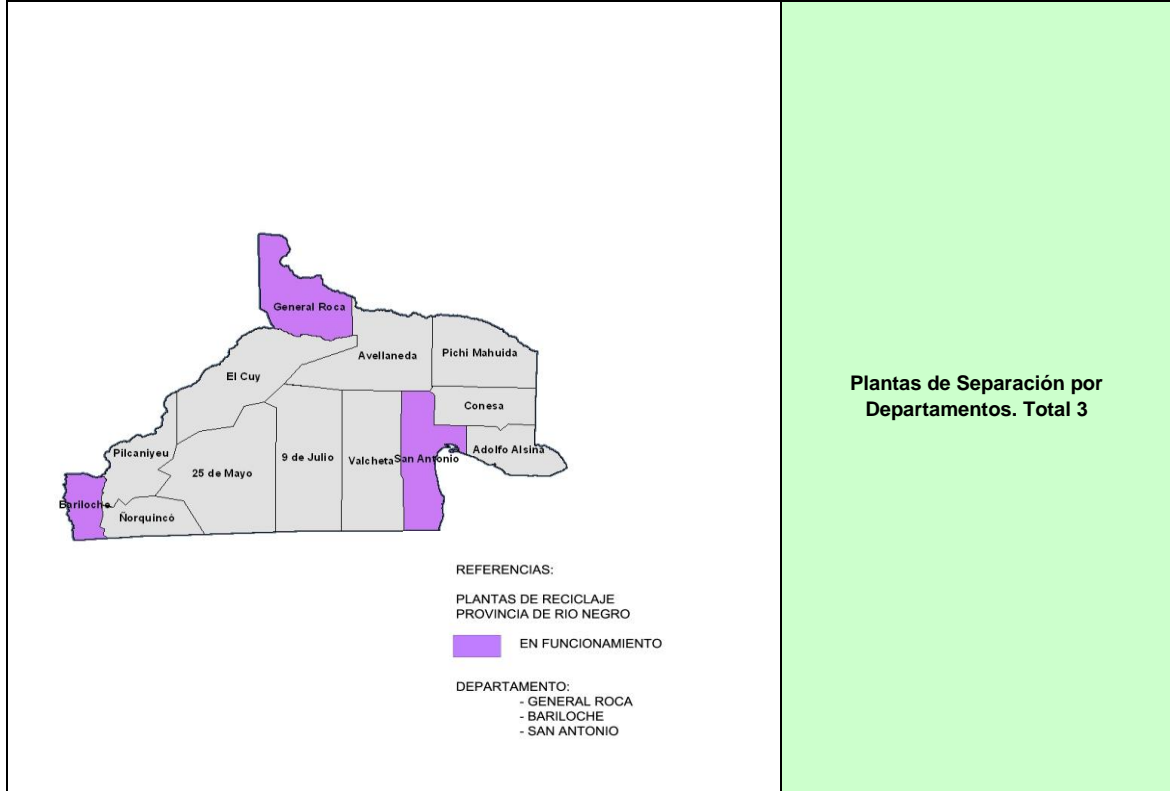 General Roca
Avellaneda
Pichi Mahuida
El Cuy
Conesa
Pilcaniyeu
25 de Mayo
9 de Julio
Valcheta
San Antonio
Adolfo Alsina
Bariloche
Ñorquincó
REFERENCIAS:
PLANTAS DE RECICLAJE
PROVINCIA DE RIO NEGRO
EN FUNCIONAMIENTO
DEPARTAMENTO:
- GENERAL ROCA
- BARILOCHE
- SAN ANTONIO
Plantas de Separación por
Departamentos. Total 3